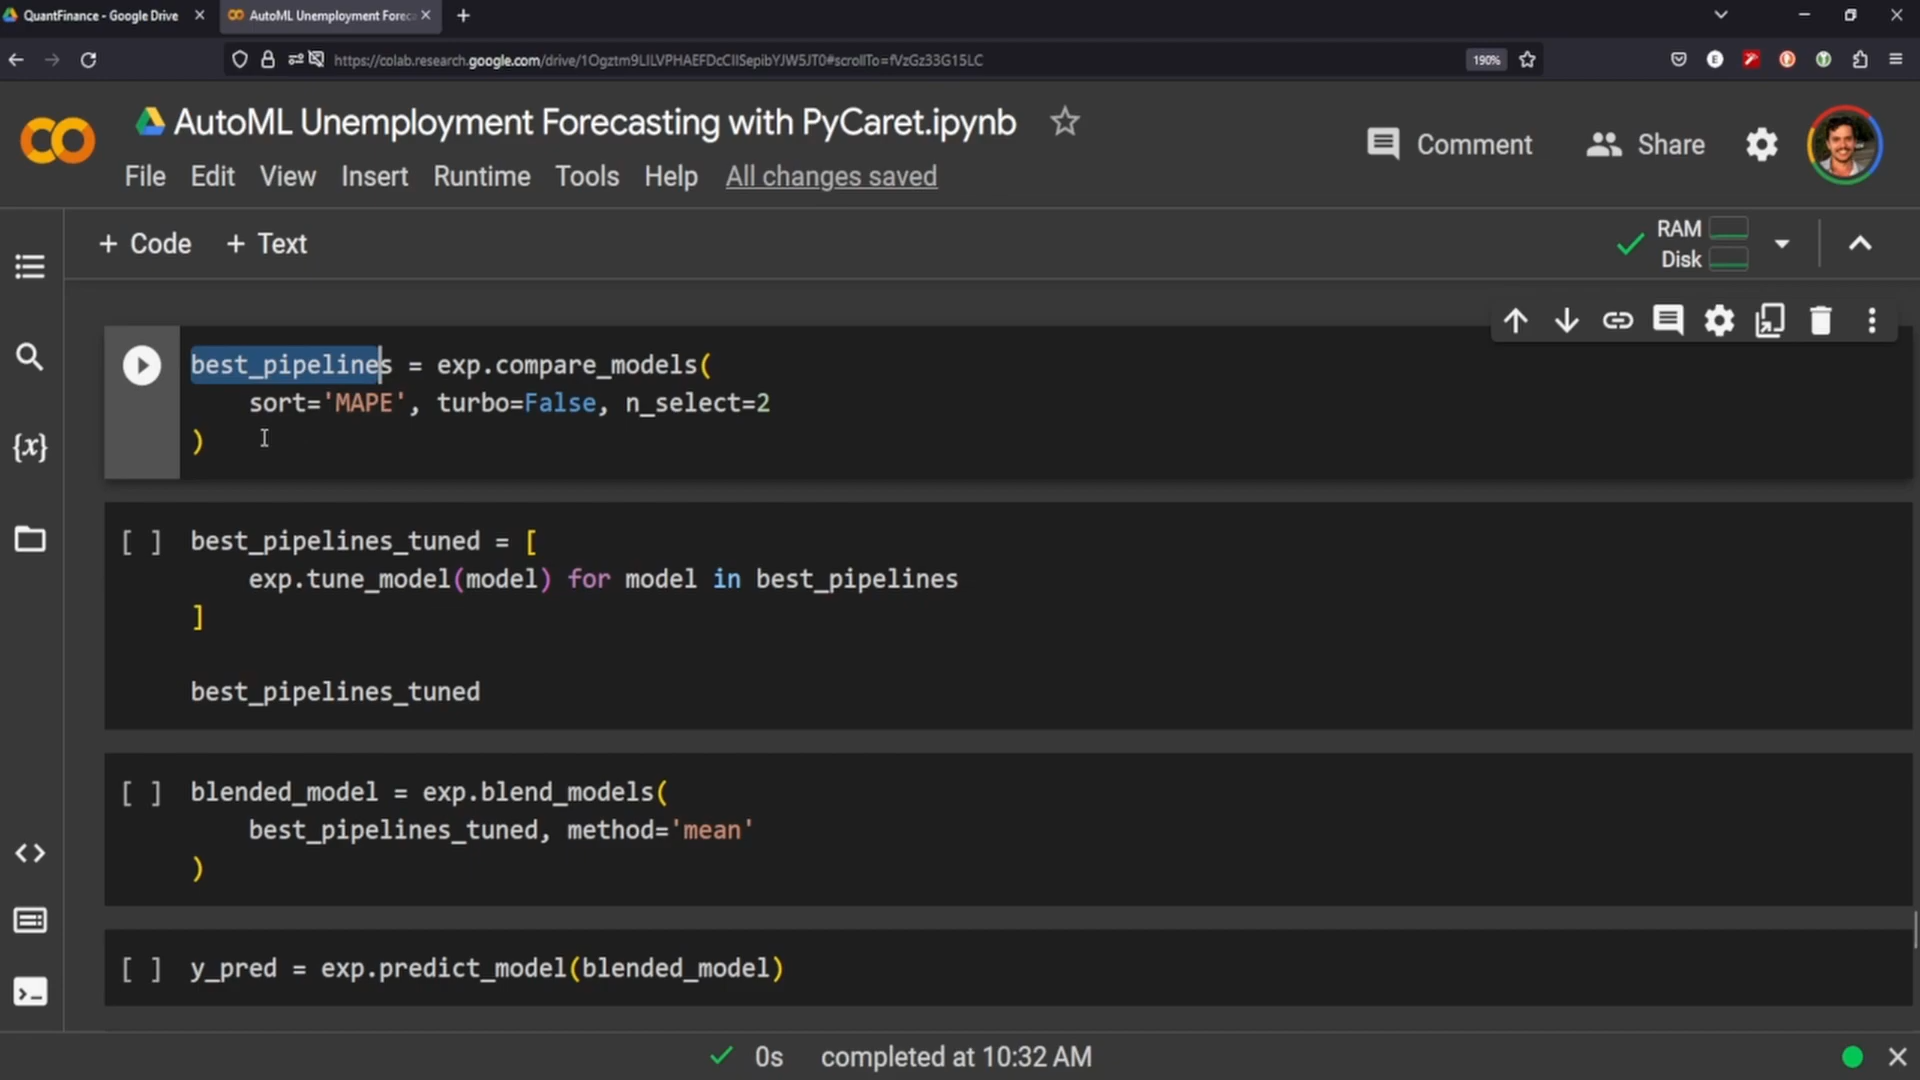 QuantFinance - Google Drive
AutoML Unemployment Forec
190%
https://colab.research.google.com/drive/1Ogztm9LILVPHAEFDcCIISepibYJW5JT0#scrollTo=fVzGz33G15LC
AutoML Unemployment Forecasting with PyCaret.ipynb
Comment
Share
File Edit View Insert Runtime Tools Help All changes saved
+ Code + Text
RAM
Disk
best_pipelines = exp.compare_models(
sort='MAPE', turbo=False, n_select=2
)
{x}
[ ] best_pipelines_tuned = [
exp.tune_model(model) for model in best_pipelines
]
best_pipelines_tuned
[ ] blended_model = exp.blend_models(
best_pipelines_tuned, method='mean'
)
[ ] y_pred = exp.predict_model(blended_model)
0s completed at 10:32 AM